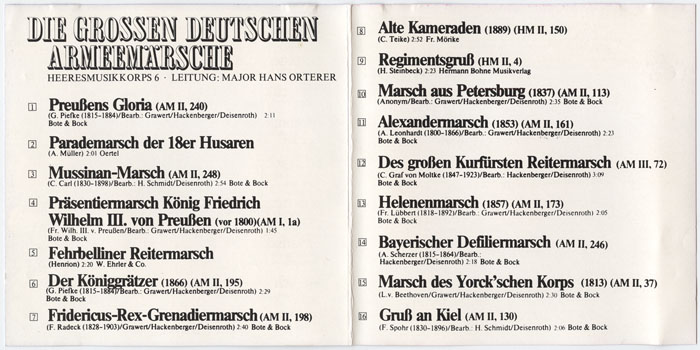 DIE GROSSEN DEUTSCHEN
ARMEEMÄRSCHE
HEERESMUSIKKORPS 6 · LEITUNG: MAJOR HANS ORTERER
1 Preußens Gloria (AM II, 240)
(G. Piefke (1815–1884)/Bearb.: Grawert/Hackenberger/Deisenroth) 2:11
Bote & Bock
2 Parademarsch der 18er Husaren
(A. Müller) 2:01 Oertel
3 Mussinan-Marsch (AM II, 248)
(C. Carl (1830–1898)/Bearb: H. Schmidt/Deisenroth) 2:54 Bote & Bock
4 Präsentiermarsch König Friedrich
Wilhelm III. von Preußen (vor 1800)(AM I, 1a)
(Fr. Wilh. III. v. Preußen/Bearb.: Grawert/Hackenberger/Deisenroth) 1:45
Bote & Bock
5 Fehrbelliner Reitermarsch
(Henrion) 2:20 W. Ehrler & Co.
6 Der Königgrätzer (1866) (AM II, 195)
(G. Piefke (1815–1884)/Bearb.: Grawert/Hackenberger/Deisenroth) 2:29
Bote & Bock
7 Fridericus-Rex-Grenadiermarsch (AM II, 198)
(F. Radeck (1828–1903)/Grawert/Hackenberger/Deisenroth) 2:40 Bote & Bock
8 Alte Kameraden (1889) (HM II, 150)
(C. Teike) 2:52 Fr. Mörike
9 Regimentsgruß (HM II, 4)
(H. Steinbeck) 2:23 Hermann Bohne Musikverlag
10 Marsch aus Petersburg (1837) (AM II, 113)
(Anonym/Bearb.: Grawert/Hackenberger/Deisenroth) 2:35 Bote & Bock
11 Alexandermarsch (1853) (AM II, 161)
(A. Leonhardt (1800–1866)/Bearb.: Grawert/Hackenberger/Deisenroth) 2:23
Bote & Bock
12 Des großen Kurfürsten Reitermarsch (AM III, 72)
(C. Graf von Moltke (1847–1923)/Bearb.: Hackenberger/Deisenroth) 3:09
Bote & Bock
13 Helenenmarsch (1857) (AM II, 173)
(Fr. Lübbert (1818–1892)/Bearb.: Grawert/Hackenberger/Deisenroth) 2:05
Bote & Bock
14 Bayerischer Defiliermarsch (AM II, 246)
(A. Scherzer (1815–1864)/Bearb.:
Hackenberger/Deisenroth) 2:18 Bote & Bock
15 Marsch des Yorck'schen Korps (1813) (AM II, 37)
(L.v. Beethoven/Grawert/Hackenberger/Deisenroth) 2:30 Bote & Bock
16 Gruß an Kiel (AM II, 130)
(F. Spohr (1830–1896)/Bearb.: H. Schmidt/Deisenroth) 2:06 Bote & Bock